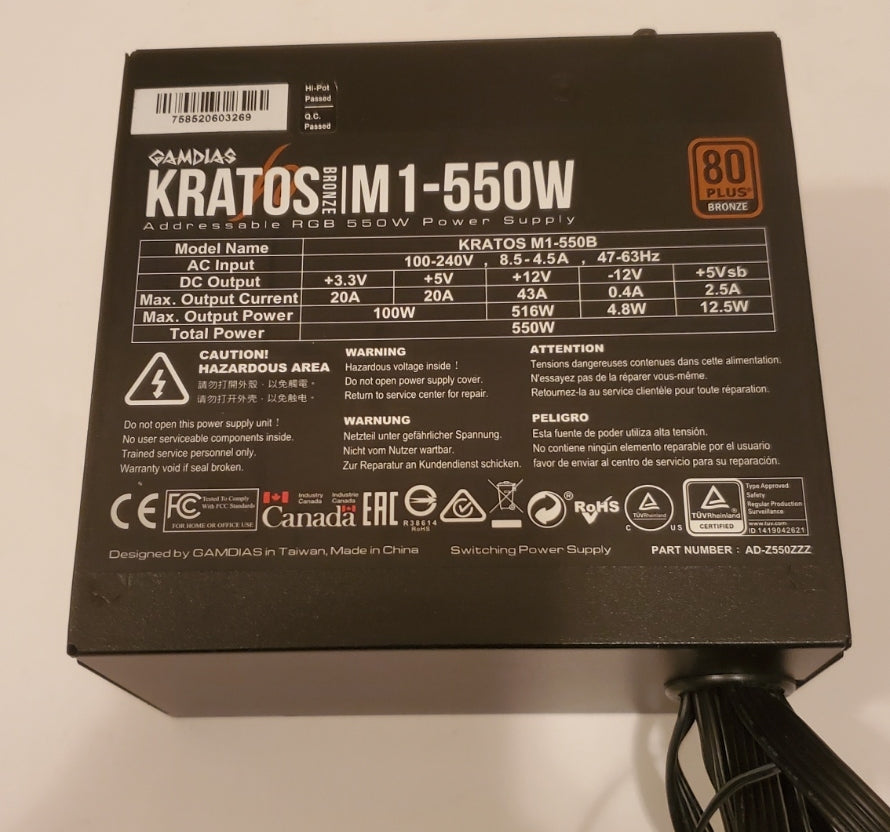 758520603269
Hi-Pot
Passed
Q.C.
Passed
GAMDIAS
KRATOS BRONZE M1-550W
80
PLUS®
BRONZE
Addressable RGB 550W Power Supply
Model Name KRATOS M1-550B
AC Input 100-240V , 8.5-4.5A , 47-63Hz
DC Output +3.3V +5V +12V -12V +5Vsb
Max. Output Current 20A 20A 43A 0.4A 2.5A
Max. Output Power 100W 516W 4.8W 12.5W
Total Power 550W
CAUTION!
HAZARDOUS AREA
請勿打開外殼,以免觸電。
请勿打开外壳,以免触电。
Do not open this power supply unit !
No user serviceable components inside.
Trained service personnel only.
Warranty void if seal broken.
WARNING
Hazardous voltage inside !
Do not open power supply cover.
Return to service center for repair.
WARNUNG
Netzteil unter gefährlicher Spannung.
Nicht vom Nutzer wartbar.
Zur Reparatur an Kundendienst schicken.
ATTENTION
Tensions dangereuses contenues dans cette alimentation.
N'essayez pas de la réparer vous-même.
Retournez-la au service clientèle pour toute réparation.
PELIGRO
Esta fuente de poder utiliza alta tensión.
No contiene ningún elemento reparable por el usuario
favor de enviar al centro de servicio para su reparación.
CE
FC Tested To Comply
With FCC Standards
FOR HOME OR OFFICE USE
Industry Canada
Industrie Canada
Canada
EAC
R38614
RoHS
®
RoHS
TÜVRheinland
C US
TÜVRheinland
CERTIFIED
Type Approved
Safety
Regular Production
Surveillance
www.tuv.com
ID 1419042621
Designed by GAMDIAS in Taiwan, Made in China
Switching Power Supply
PART NUMBER : AD-Z550ZZZ